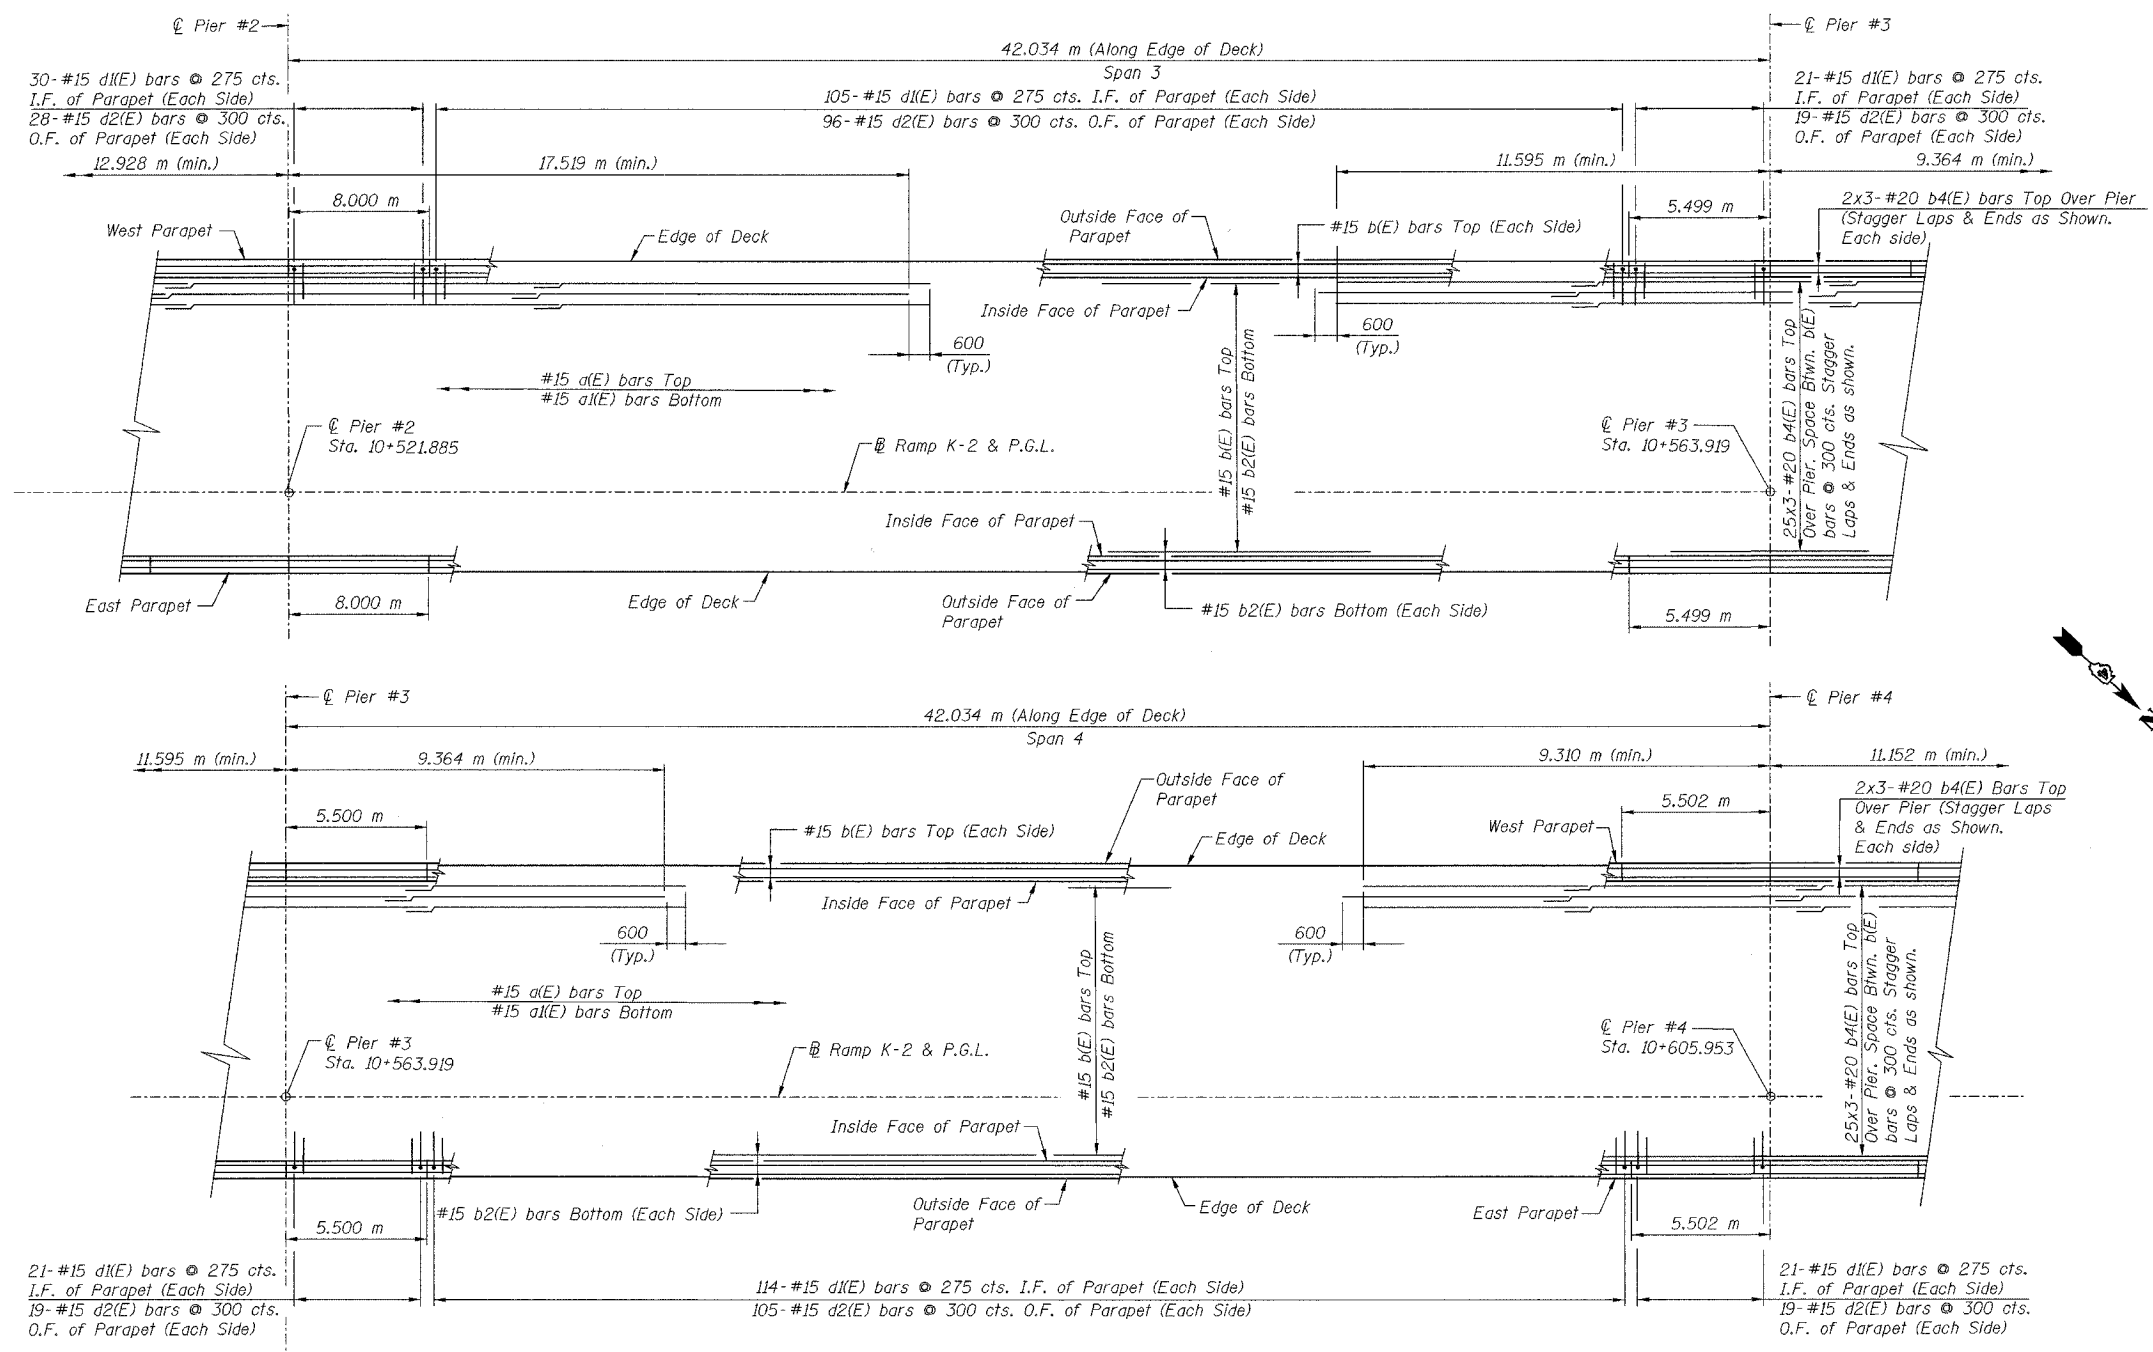 ℄ Pier #2
℄ Pier #3
42.034 m (Along Edge of Deck)
Span 3
30-#15 d1(E) bars @ 275 cts.
I.F. of Parapet (Each Side)
28-#15 d2(E) bars @ 300 cts.
O.F. of Parapet (Each Side)
105-#15 d1(E) bars @ 275 cts. I.F. of Parapet (Each Side)
96-#15 d2(E) bars @ 300 cts. O.F. of Parapet (Each Side)
21-#15 d1(E) bars @ 275 cts.
I.F. of Parapet (Each Side)
19-#15 d2(E) bars @ 300 cts.
O.F. of Parapet (Each Side)
12.928 m (min.)
17.519 m (min.)
11.595 m (min.)
9.364 m (min.)
8.000 m
5.499 m
2x3-#20 b4(E) bars Top Over Pier
(Stagger Laps & Ends as Shown.
Each side)
West Parapet
Edge of Deck
Outside Face of
Parapet
#15 b(E) bars Top (Each Side)
Inside Face of Parapet
600
(Typ.)
600
(Typ.)
#15 a(E) bars Top
#15 a1(E) bars Bottom
#15 b(E) bars Top
#15 b2(E) bars Bottom
25x3-#20 b4(E) bars Top
Over Pier. Space Btwn. b(E)
bars @ 300 cts. Stagger
Laps & Ends as shown.
℄ Pier #2
Sta. 10+521.885
℄ Pier #3
Sta. 10+563.919
B Ramp K-2 & P.G.L.
Inside Face of Parapet
East Parapet
8.000 m
Edge of Deck
Outside Face of
Parapet
#15 b2(E) bars Bottom (Each Side)
5.499 m
N
℄ Pier #3
℄ Pier #4
42.034 m (Along Edge of Deck)
Span 4
11.595 m (min.)
9.364 m (min.)
9.310 m (min.)
11.152 m (min.)
5.500 m
5.502 m
2x3-#20 b4(E) Bars Top
Over Pier (Stagger Laps
& Ends as Shown.
Each side)
Outside Face of
Parapet
#15 b(E) bars Top (Each Side)
Edge of Deck
West Parapet
Inside Face of Parapet
600
(Typ.)
600
(Typ.)
#15 a(E) bars Top
#15 a1(E) bars Bottom
#15 b(E) bars Top
#15 b2(E) bars Bottom
25x3-#20 b4(E) bars Top
Over Pier. Space Btwn. b(E)
bars @ 300 cts. Stagger
Laps & Ends as shown.
℄ Pier #3
Sta. 10+563.919
℄ Pier #4
Sta. 10+605.953
B Ramp K-2 & P.G.L.
Inside Face of Parapet
#15 b2(E) bars Bottom (Each Side)
Outside Face of
Parapet
Edge of Deck
East Parapet
5.500 m
5.502 m
21-#15 d1(E) bars @ 275 cts.
I.F. of Parapet (Each Side)
19-#15 d2(E) bars @ 300 cts.
O.F. of Parapet (Each Side)
114-#15 d1(E) bars @ 275 cts. I.F. of Parapet (Each Side)
105-#15 d2(E) bars @ 300 cts. O.F. of Parapet (Each Side)
21-#15 d1(E) bars @ 275 cts.
I.F. of Parapet (Each Side)
19-#15 d2(E) bars @ 300 cts.
O.F. of Parapet (Each Side)